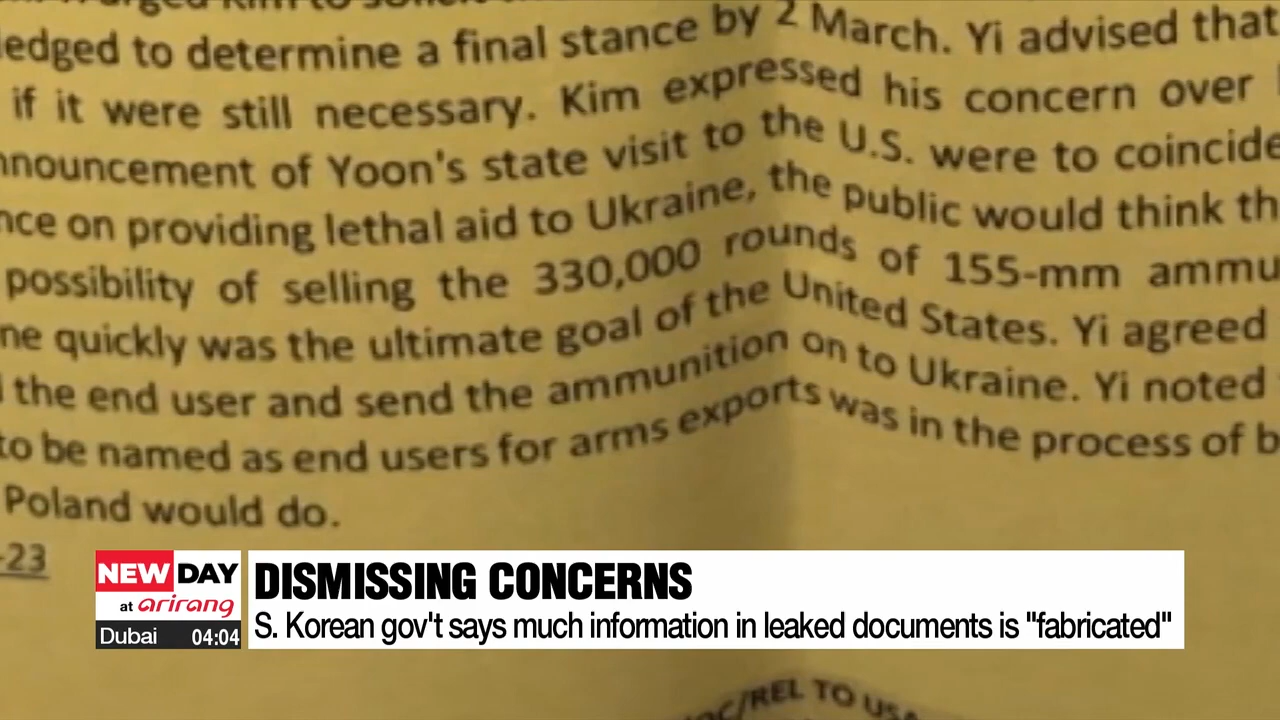 ledged to determine a final stance by 2 March. Yi advised that
if it were still necessary. Kim expressed his concern over
nnouncement of Yoon's state visit to the U.S. were to coincide
nce on providing lethal aid to Ukraine, the public would think th
possibility of selling the 330,000 rounds of 155-mm ammu
ne quickly was the ultimate goal of the United States. Yi agreed
the end user and send the ammunition on to Ukraine. Yi noted
to be named as end users for arms exports was in the process of b
Poland would do.
-23
NEW DAY
at arirang
Dubai 04:04
DISMISSING CONCERNS
S. Korean gov't says much information in leaked documents is "fabricated"
/REL TO USA